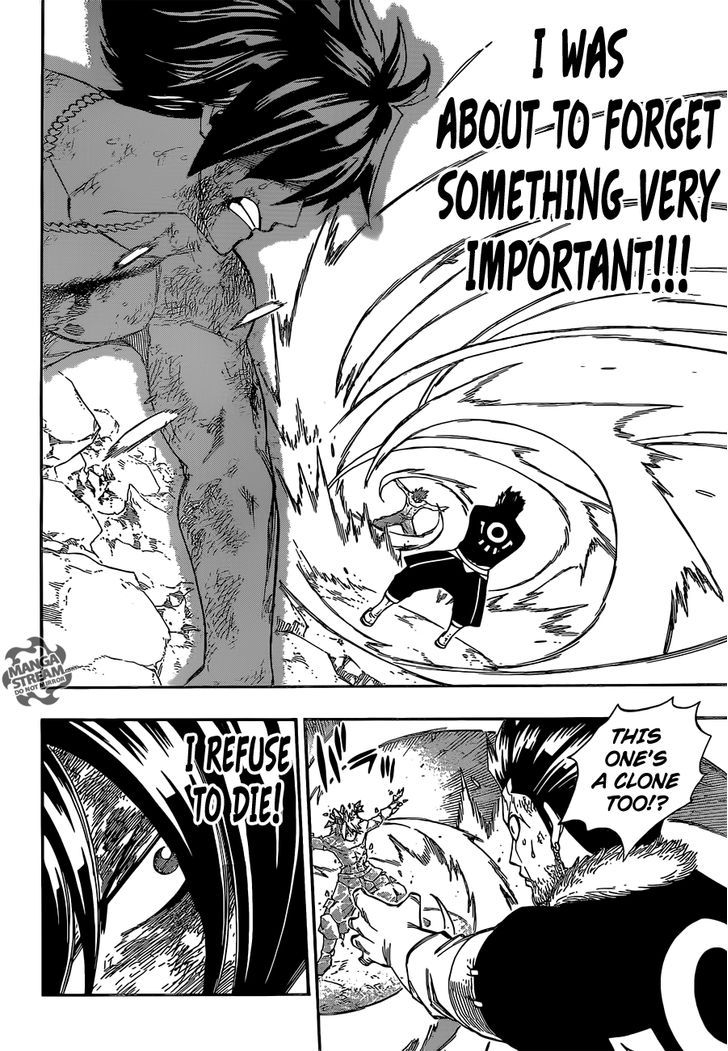 I WAS
ABOUT TO FORGET
SOMETHING VERY
IMPORTANT!!!
MANGA
STREAM
DO NOT MIRROR
THIS
ONE'S
A CLONE
TOO!?
I REFUSE
TO DIE!